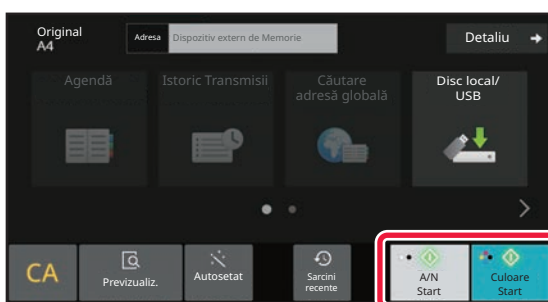 Original
A4
Adresa
Dispozitiv extern de Memorie
Detaliu
Agendă
Istoric Transmisii
Căutare
adresă globală
Disc local/
USB
CA
Previzualiz.
Autosetat
Sarcini
recente
A/N
Start
Culoare
Start